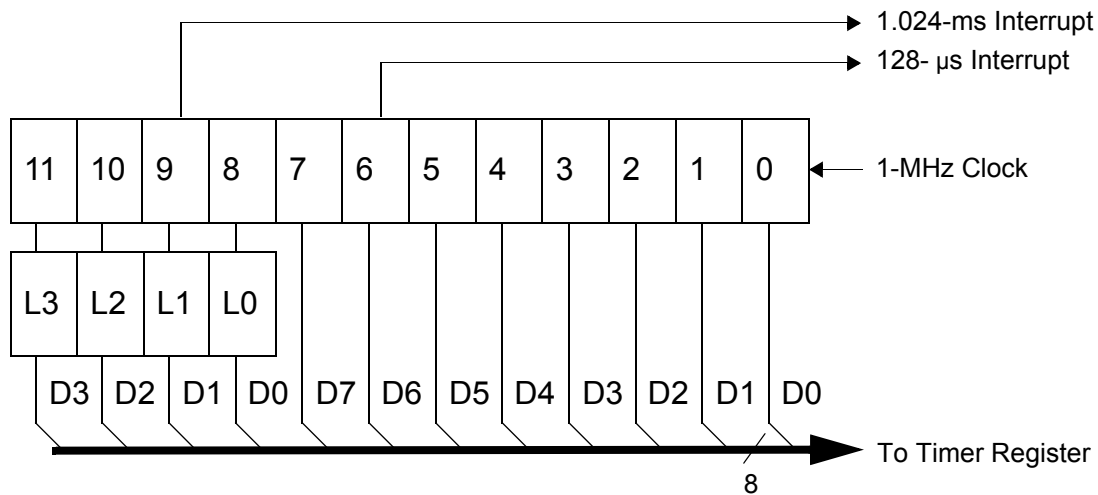 1.024-ms Interrupt
128- µs Interrupt
11 10 9 8 7 6 5 4 3 2 1 0
1-MHz Clock
L3 L2 L1 L0
D3 D2 D1 D0 D7 D6 D5 D4 D3 D2 D1 D0
To Timer Register
8